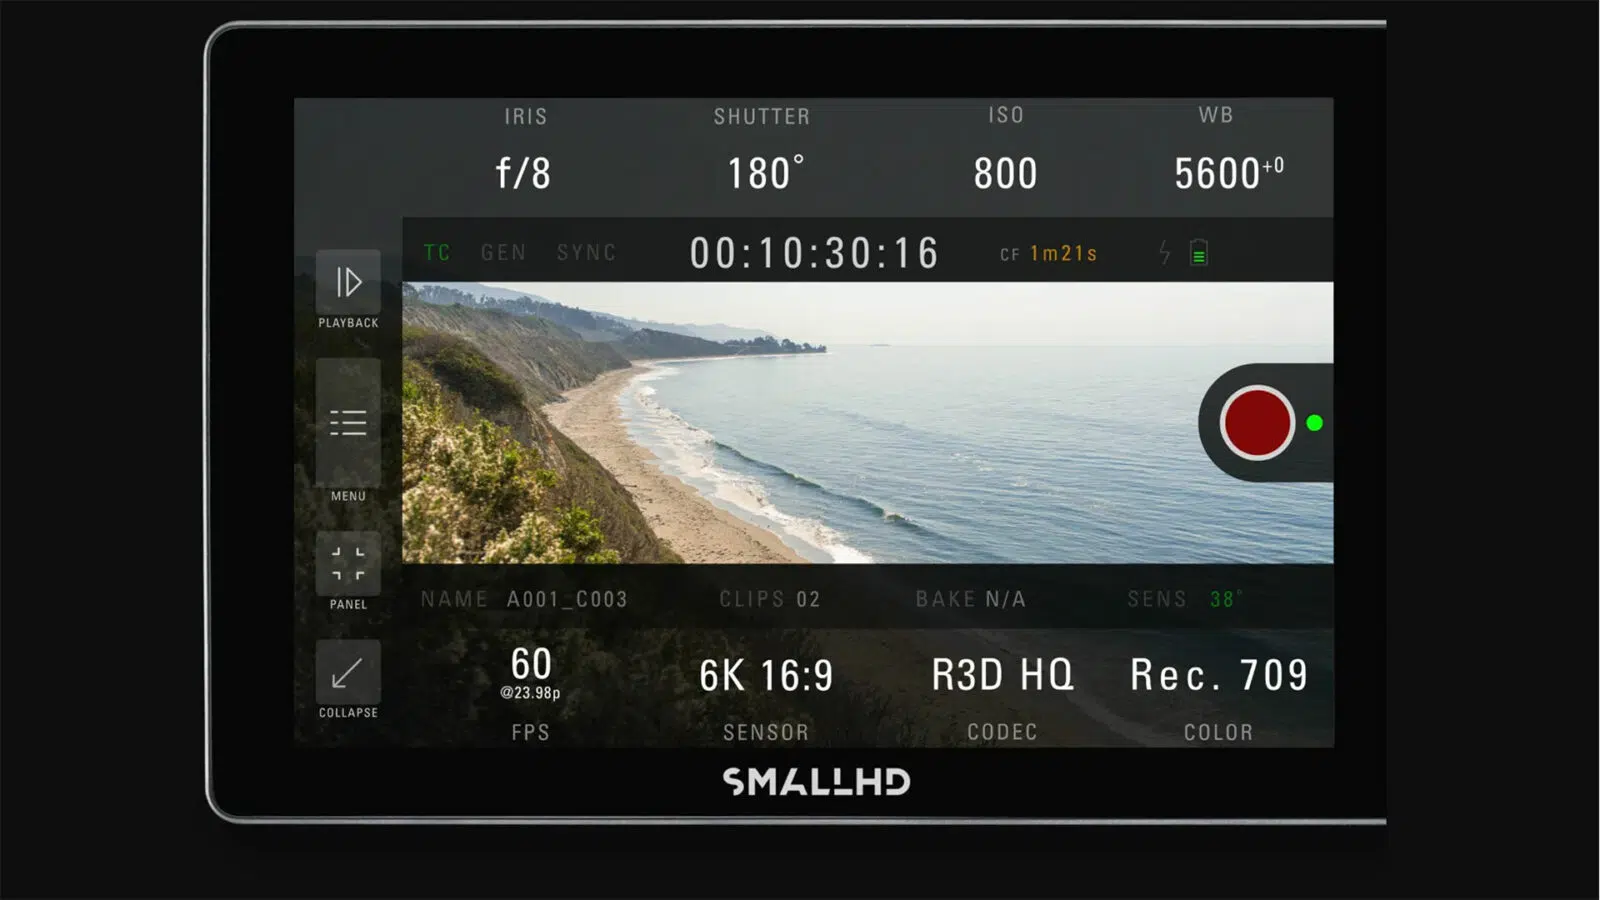 IRIS SHUTTER ISO WB
f/8 180° 800 5600+0
TC GEN SYNC 00:10:30:16 CF 1m21s
PLAYBACK
MENU
PANEL
NAME A001_C003 CLIPS 02 BAKE N/A SENS 38°
60 6K 16:9 R3D HQ Rec. 709
@23.98p
COLLAPSE
FPS SENSOR CODEC COLOR
SMALLHD